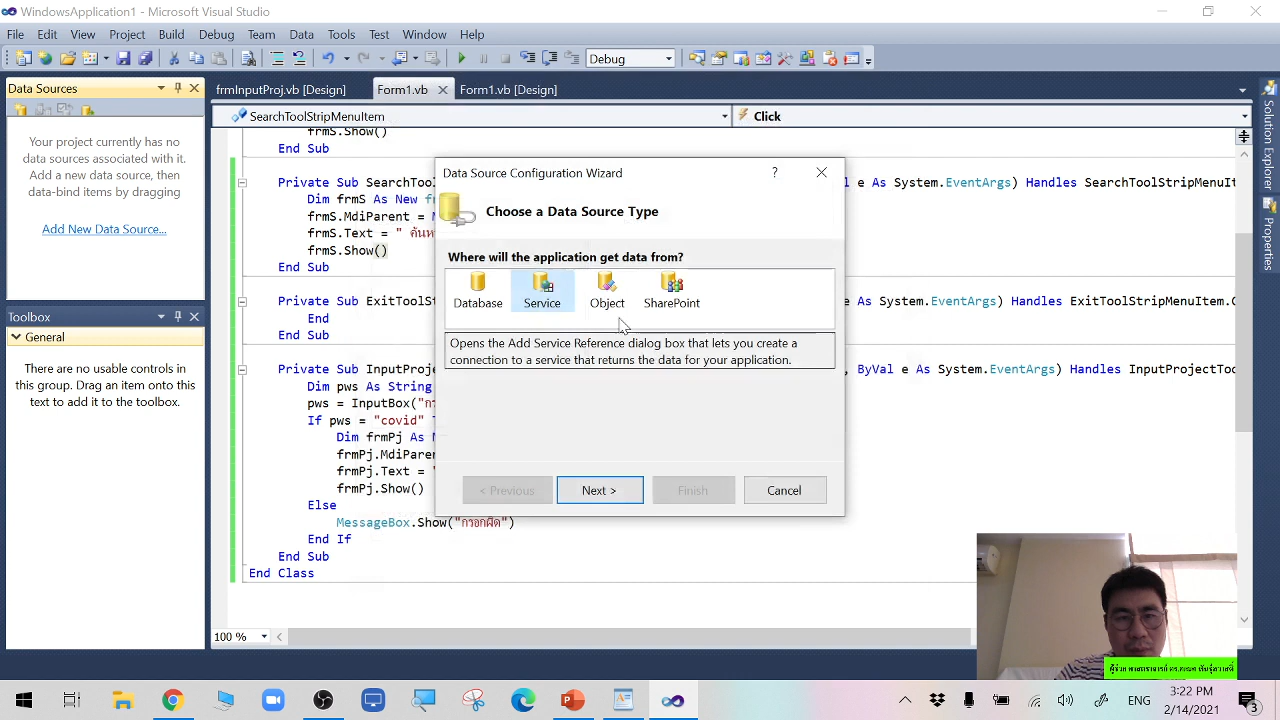 WindowsApplication1 - Microsoft Visual Studio
File Edit View Project Build Debug Team Data Tools Test Window Help
Debug
Data Sources
frmInputProj.vb [Design] Form1.vb Form1.vb [Design]
SearchToolStripMenuItem Click
Your project currently has no
data sources associated with it.
Add a new data source, then
data-bind items by dragging
Add New Data Source...
Toolbox
General
There are no usable controls in
this group. Drag an item onto this
text to add it to the toolbox.
frmS.Show()
End Sub
Private Sub SearchToolSt
l e As System.EventArgs) Handles SearchToolStripMenuIte
Dim frmS As New f
frmS.MdiParent =
frmS.Text = " ค้นห
frmS.Show()
End Sub
Private Sub ExitToolSt
e As System.EventArgs) Handles ExitToolStripMenuItem.C
End
End Sub
Private Sub InputProject
, ByVal e As System.EventArgs) Handles InputProjectToo
Dim pws As String
pws = InputBox("กร
If pws = "covid" T
Dim frmPj As N
frmPj.MdiParen
frmPj.Text = "
frmPj.Show()
Else
MessageBox.Show("กรอกผิด")
End If
End Sub
End Class
100 %
Data Source Configuration Wizard
?
Choose a Data Source Type
Where will the application get data from?
Database Service Object SharePoint
Opens the Add Service Reference dialog box that lets you create a
connection to a service that returns the data for your application.
< Previous Next > Finish Cancel
Solution Explorer
Properties
ENG
3:22 PM
2/14/2021
3